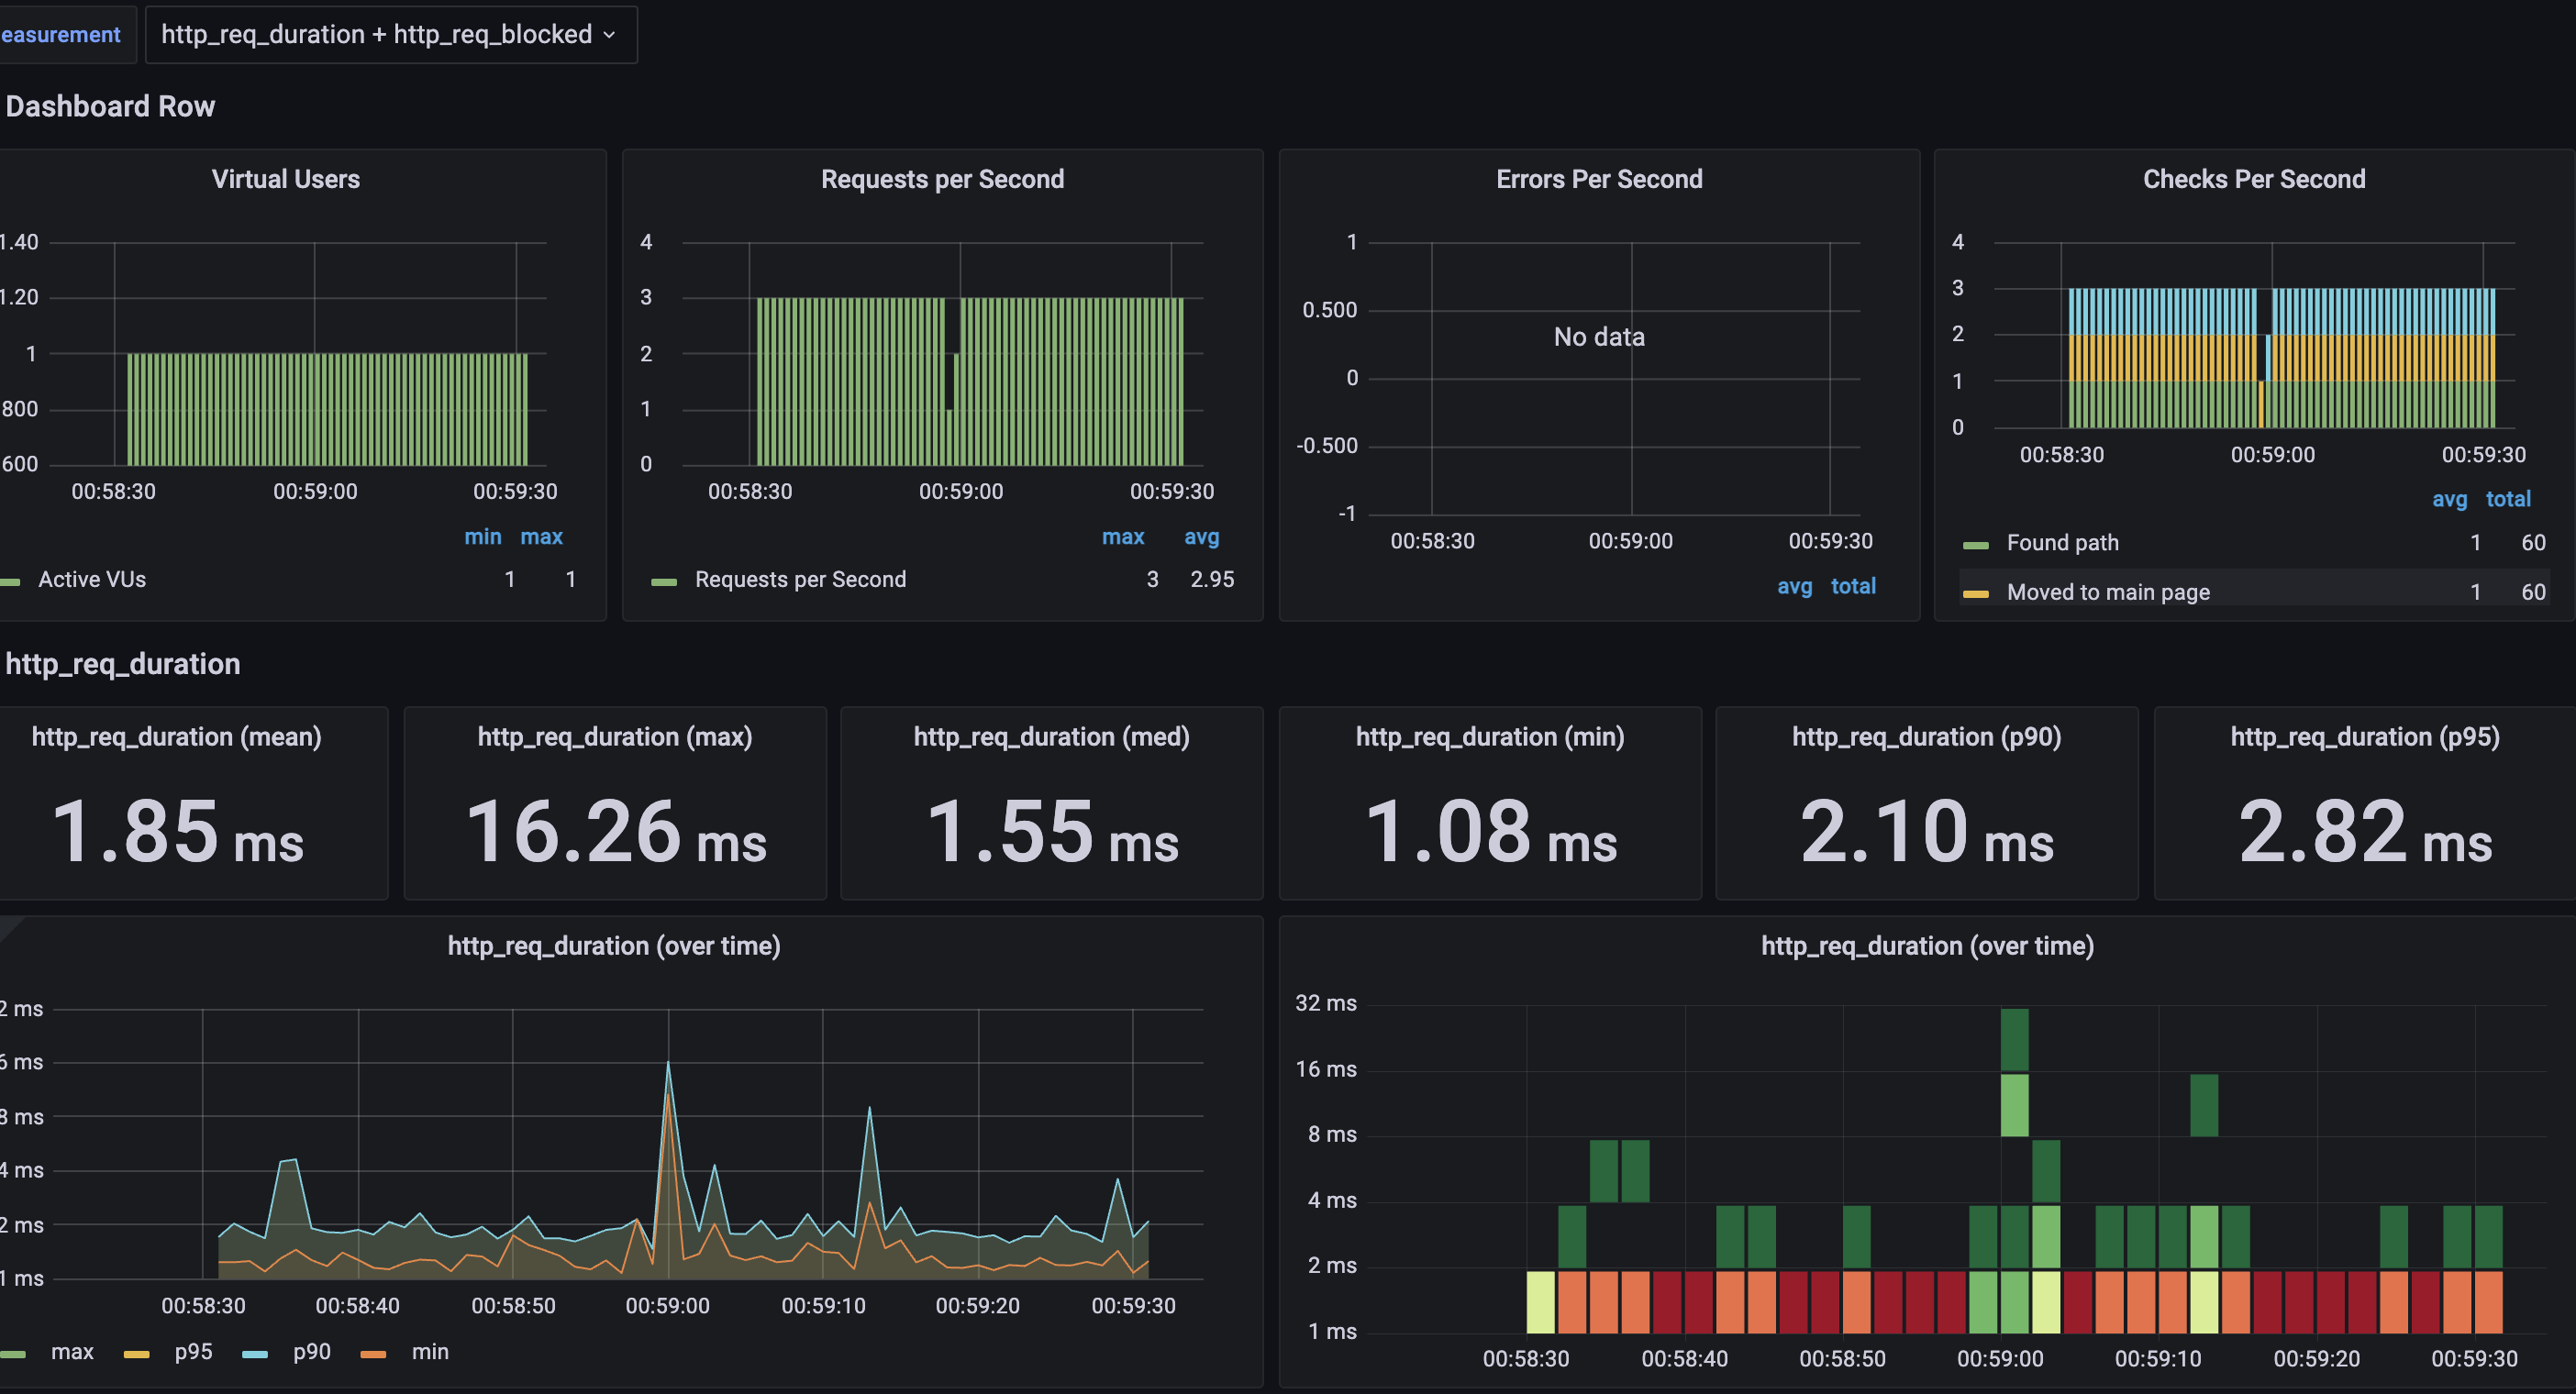 easurement http_req_duration + http_req_blocked
Dashboard Row
Virtual Users
1.40
1.20
1
800
600
00:58:30 00:59:00 00:59:30
min max
Active VUs 1 1
Requests per Second
4
3
2
1
0
00:58:30 00:59:00 00:59:30
max avg
Requests per Second 3 2.95
Errors Per Second
1
0.500
0
-0.500
-1
No data
00:58:30 00:59:00 00:59:30
avg total
Checks Per Second
4
3
2
1
0
00:58:30 00:59:00 00:59:30
avg total
Found path 1 60
Moved to main page 1 60
http_req_duration
http_req_duration (mean)
1.85 ms
http_req_duration (max)
16.26 ms
http_req_duration (med)
1.55 ms
http_req_duration (min)
1.08 ms
http_req_duration (p90)
2.10 ms
http_req_duration (p95)
2.82 ms
http_req_duration (over time)
2 ms
6 ms
8 ms
4 ms
2 ms
1 ms
00:58:30 00:58:40 00:58:50 00:59:00 00:59:10 00:59:20 00:59:30
max p95 p90 min
http_req_duration (over time)
32 ms
16 ms
8 ms
4 ms
2 ms
1 ms
00:58:30 00:58:40 00:58:50 00:59:00 00:59:10 00:59:20 00:59:30